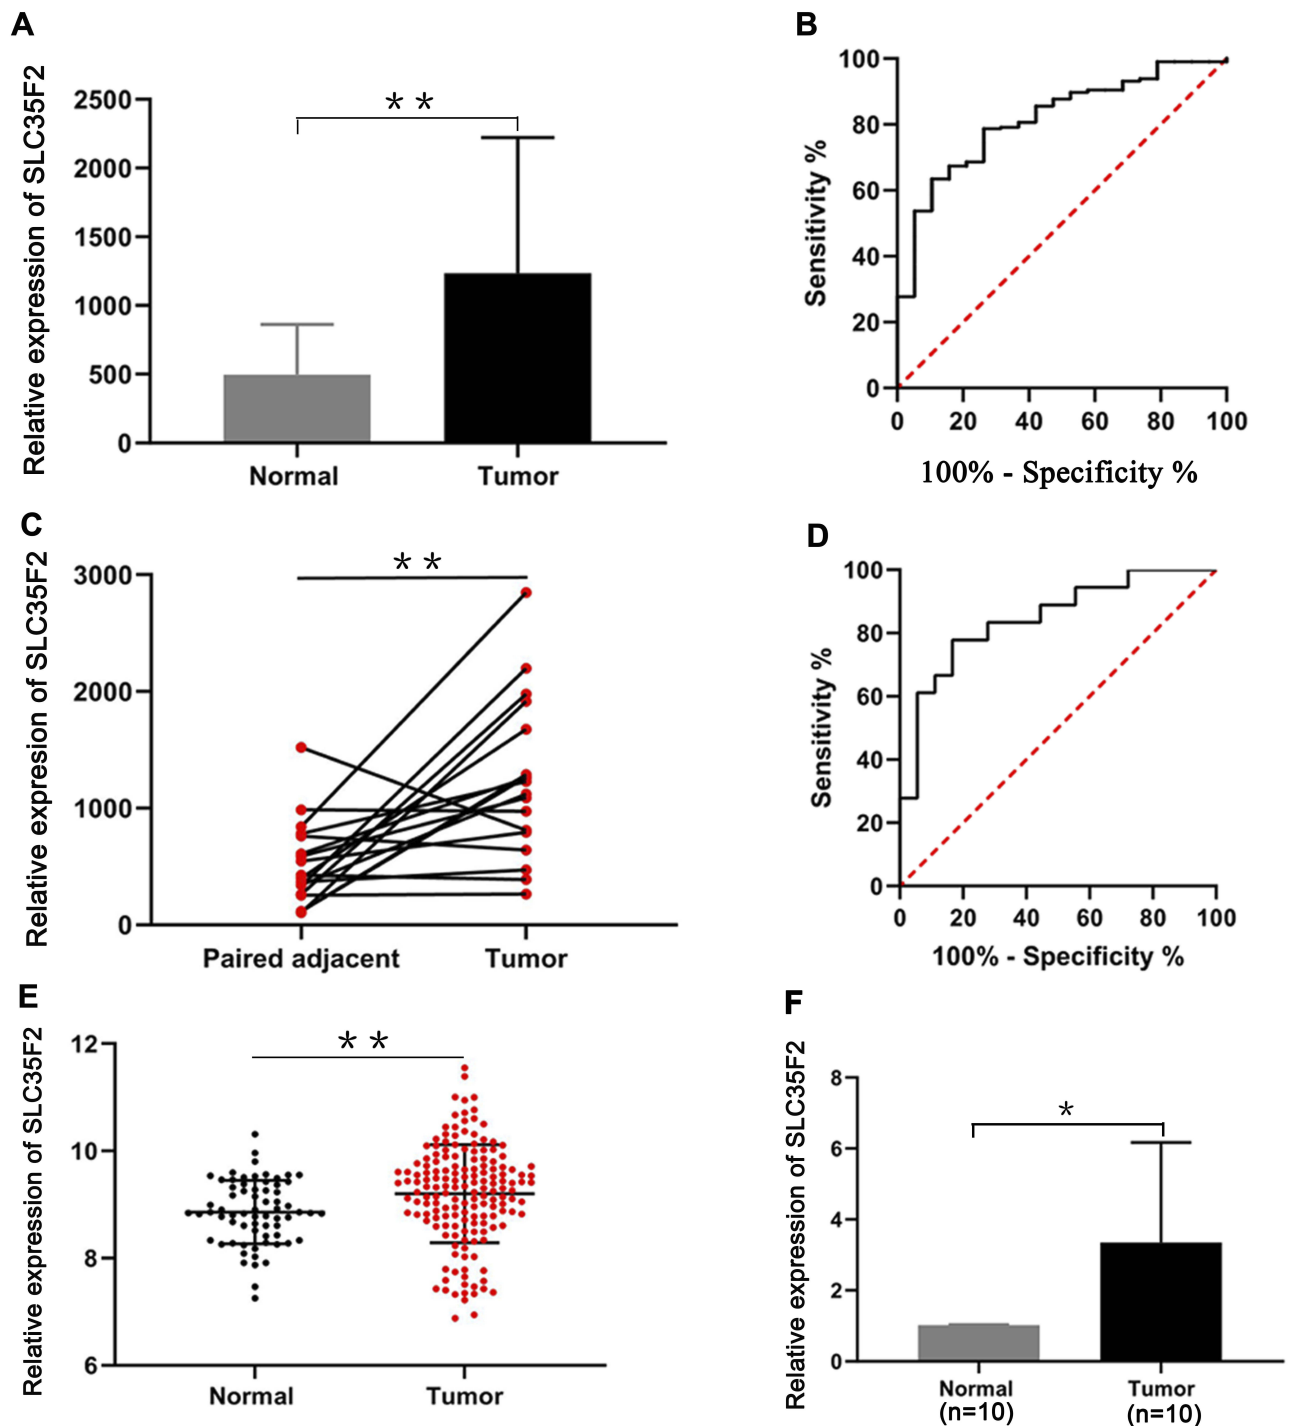 A
Relative expression of SLC35F2
2500
2000
1500
1000
500
0
**
Normal
Tumor
B
Sensitivity %
100
80
60
40
20
0
0 20 40 60 80 100
100% - Specificity %
C
Relative expresion of SLC35F2
3000
2000
1000
0
**
Paired adjacent
Tumor
D
Sensitivity %
100
80
60
40
20
0
0 20 40 60 80 100
100% - Specificity %
E
Relative expression of SLC35F2
12
10
8
6
**
Normal
Tumor
F
Relative expression of SLC35F2
8
6
4
2
0
*
Normal
(n=10)
Tumor
(n=10)